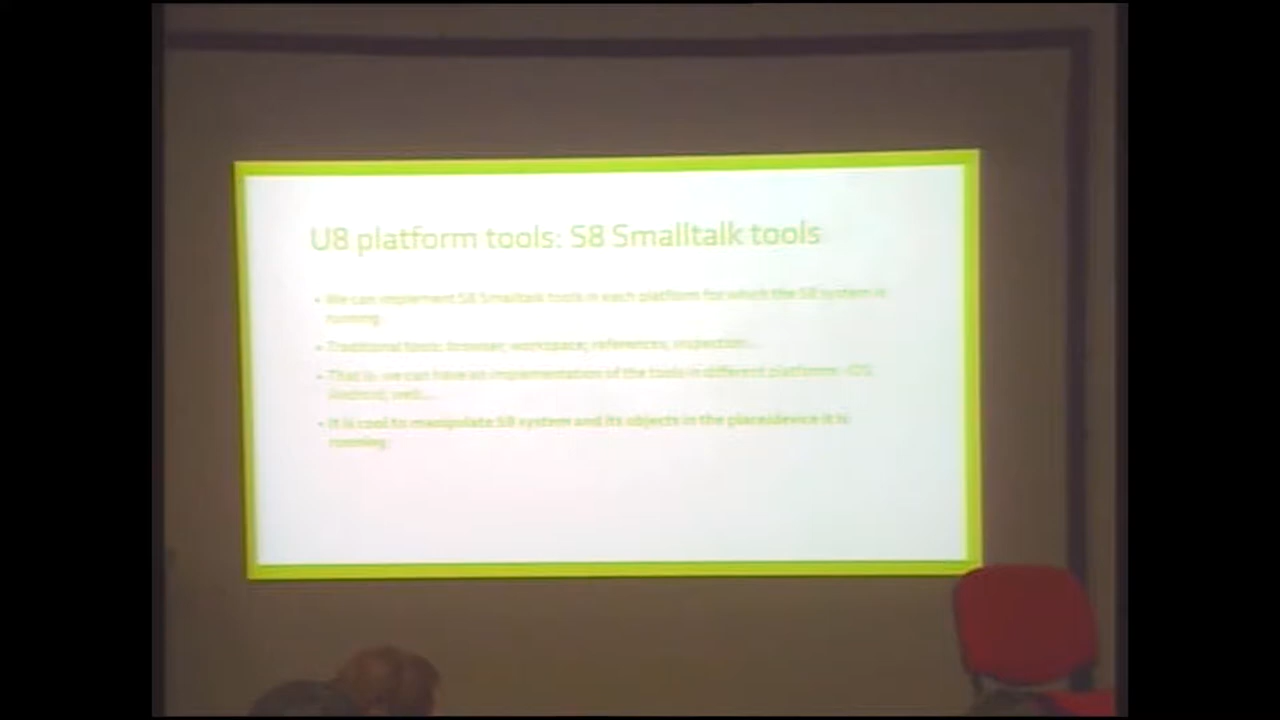 U8 platform tools: S8 Smalltalk tools
• We can implement S8 Smalltalk tools in each platform for which the S8 system is
running
• Traditional tools: browser, workspace, references, inspection...
• That is: we can have an implementation of the tools in different platforms: iOS,
Android, web...
• It is cool to manipulate S8 system and its objects in the place/device it is
running